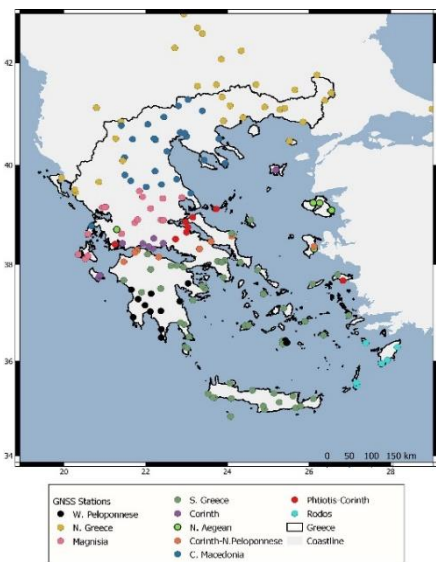 42
40
38
36
34
0 50 100 150 km
20 22 24 26 28
GNSS Stations
W. Peloponnese
N. Greece
Magnisia
S. Greece
Corinth
N. Aegean
Corinth-N.Peloponnese
C. Macedonia
Phtiotis-Corinth
Rodos
Greece
Coastline